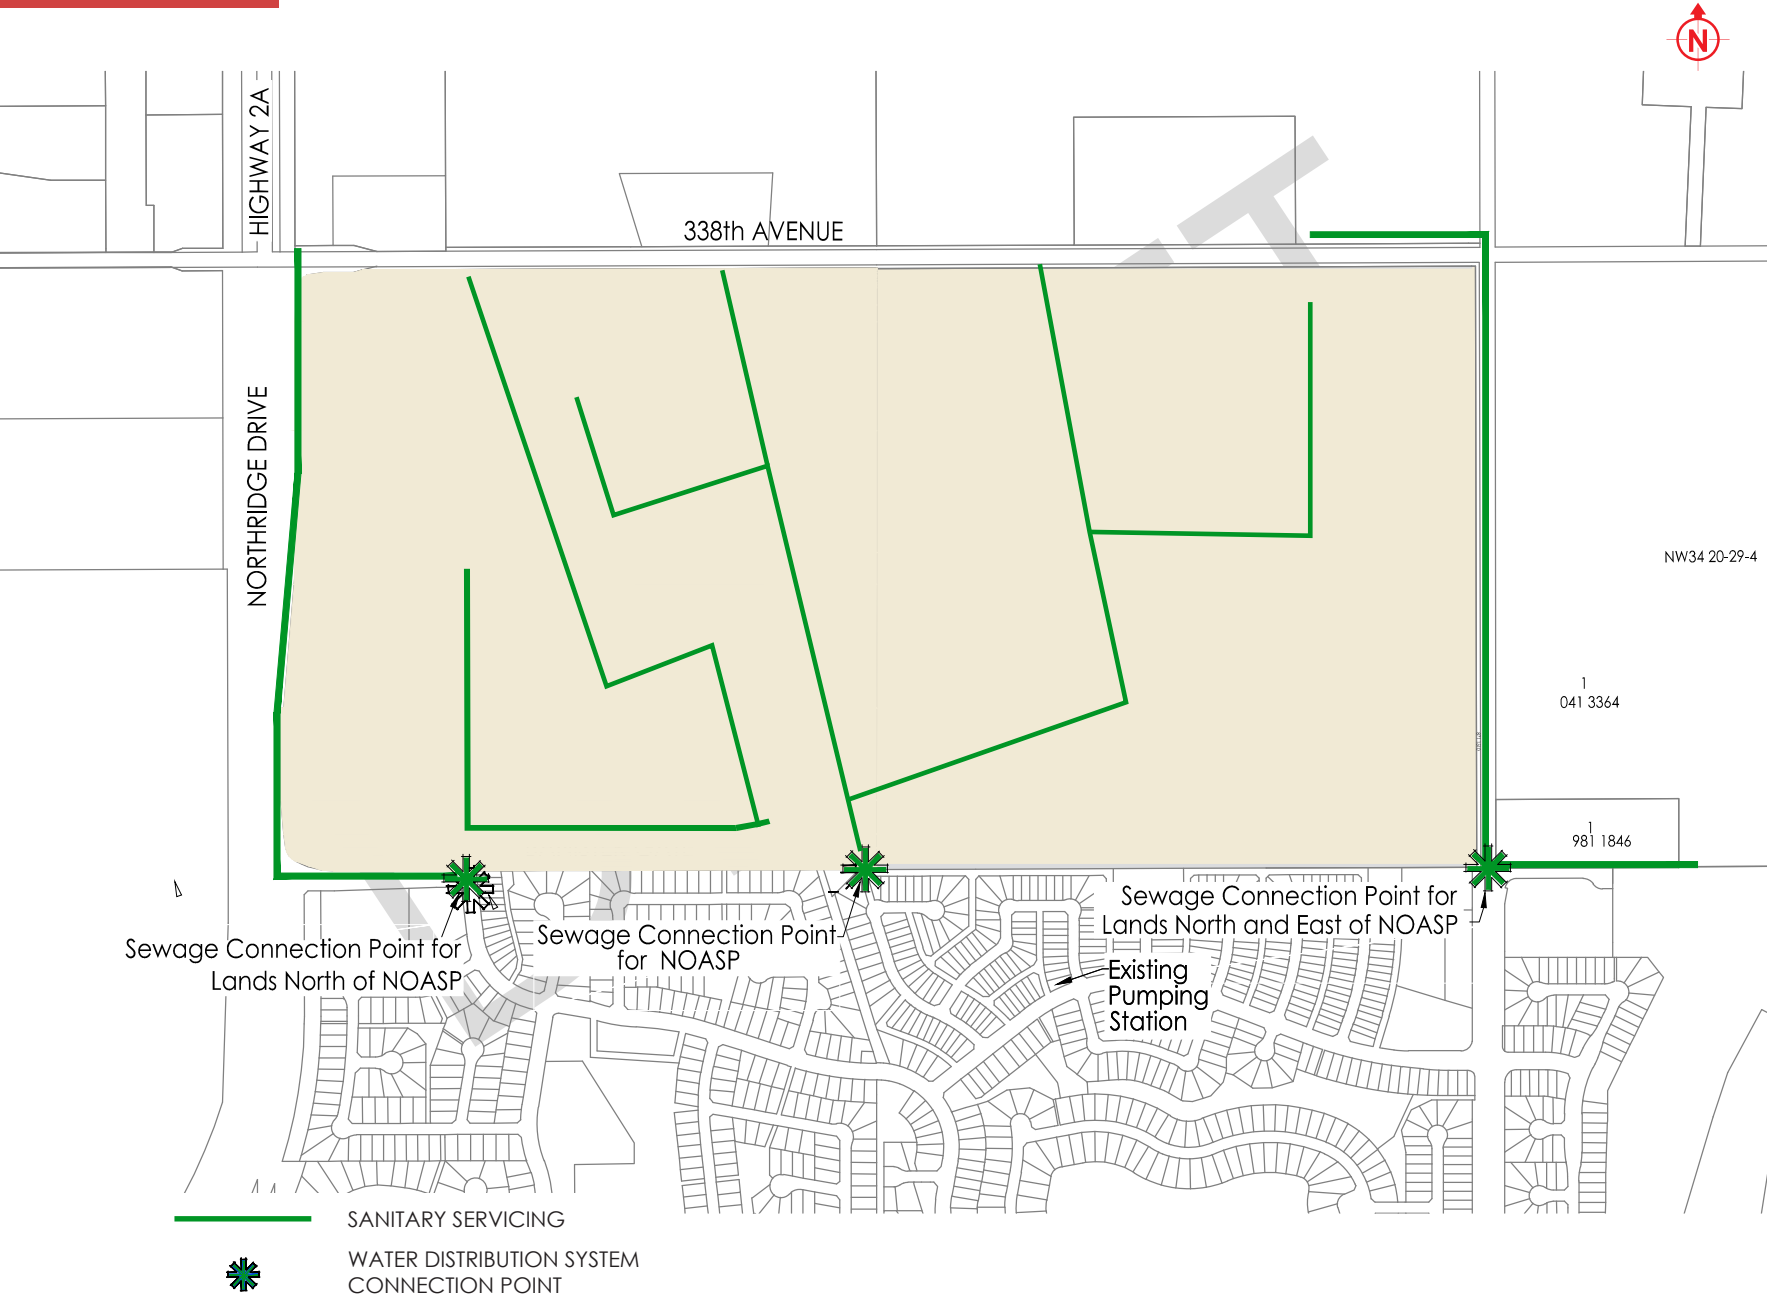 N
HIGHWAY 2A
338th AVENUE
NORTHRIDGE DRIVE
NW34 20-29-4
1
041 3364
1
981 1846
Sewage Connection Point for
Lands North and East of NOASP
Sewage Connection Point
for NOASP
Sewage Connection Point for
Lands North of NOASP
Existing
Pumping
Station
SANITARY SERVICING
WATER DISTRIBUTION SYSTEM
CONNECTION POINT